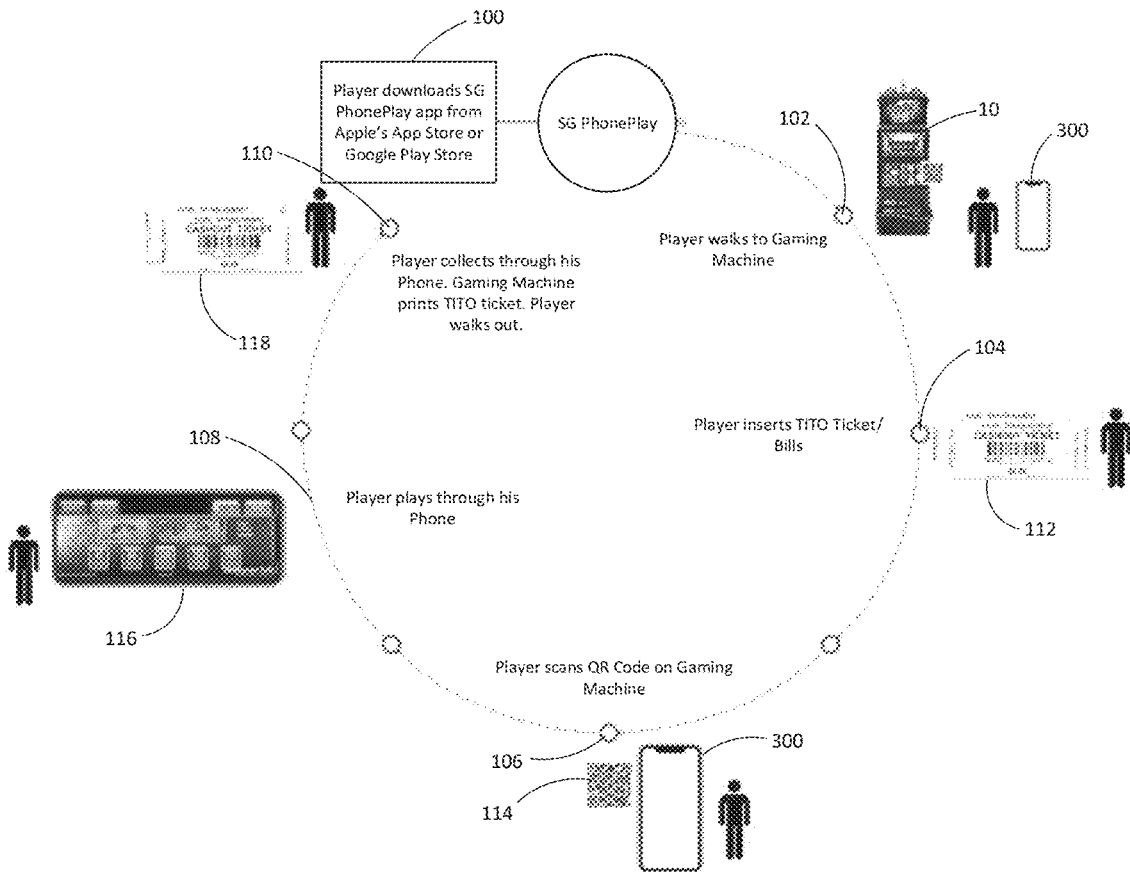 100
Player downloads SG
PhonePlay app from
Apple's App Store or
Google Play Store
SG PhonePlay
102
10
300
110
Player walks to Gaming
Machine
Player collects through his
Phone. Gaming Machine
prints TITO ticket. Player
walks out.
118
104
Player inserts TITO Ticket/
Bills
112
108
Player plays through his
Phone
116
Player scans QR Code on Gaming
Machine
106
300
114